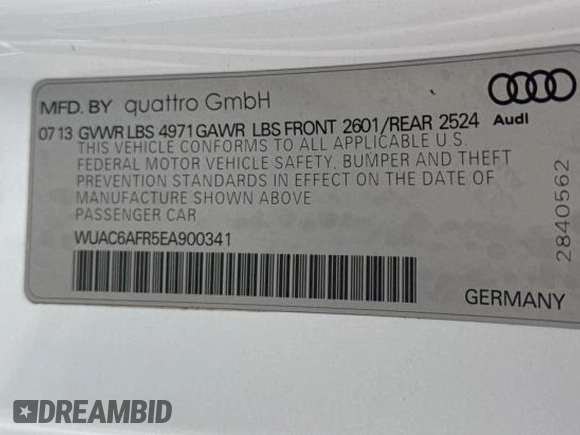 MFD. BY quattro GmbH
07 13 GVWR LBS 4971 GAWR LBS FRONT 2601/REAR 2524
Audi
THIS VEHICLE CONFORMS TO ALL APPLICABLE U.S.
FEDERAL MOTOR VEHICLE SAFETY, BUMPER AND THEFT
PREVENTION STANDARDS IN EFFECT ON THE DATE OF
MANUFACTURE SHOWN ABOVE
PASSENGER CAR
WUAC6AFR5EA900341
2840562
GERMANY
DREAMBID